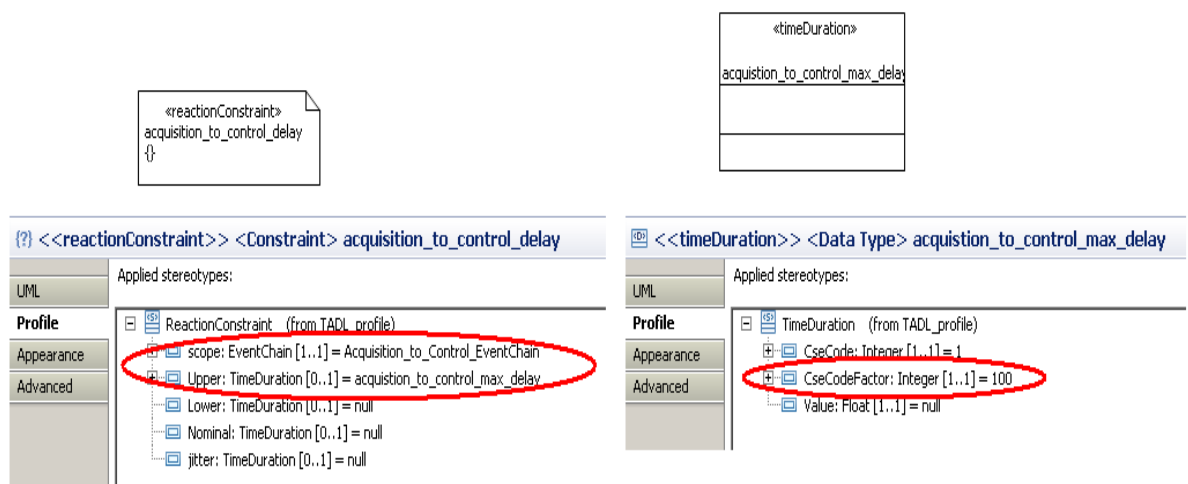 «timeDuration»
acquistion_to_control_max_delay
«reactionConstraint»
acquisition_to_control_delay
{}
{?} <<reactionConstraint>> <Constraint> acquisition_to_control_delay
Applied stereotypes:
UML
Profile
Appearance
Advanced
<S> ReactionConstraint (from TADL_profile)
scope: EventChain [1..1] = Acquisition_to_Control_EventChain
Upper: TimeDuration [0..1] = acquistion_to_control_max_delay
Lower: TimeDuration [0..1] = null
Nominal: TimeDuration [0..1] = null
jitter: TimeDuration [0..1] = null
<D> <<timeDuration>> <Data Type> acquistion_to_control_max_delay
Applied stereotypes:
UML
Profile
Appearance
Advanced
<S> TimeDuration (from TADL_profile)
CseCode: Integer [1..1] = 1
CseCodeFactor: Integer [1..1] = 100
Value: Float [1..1] = null